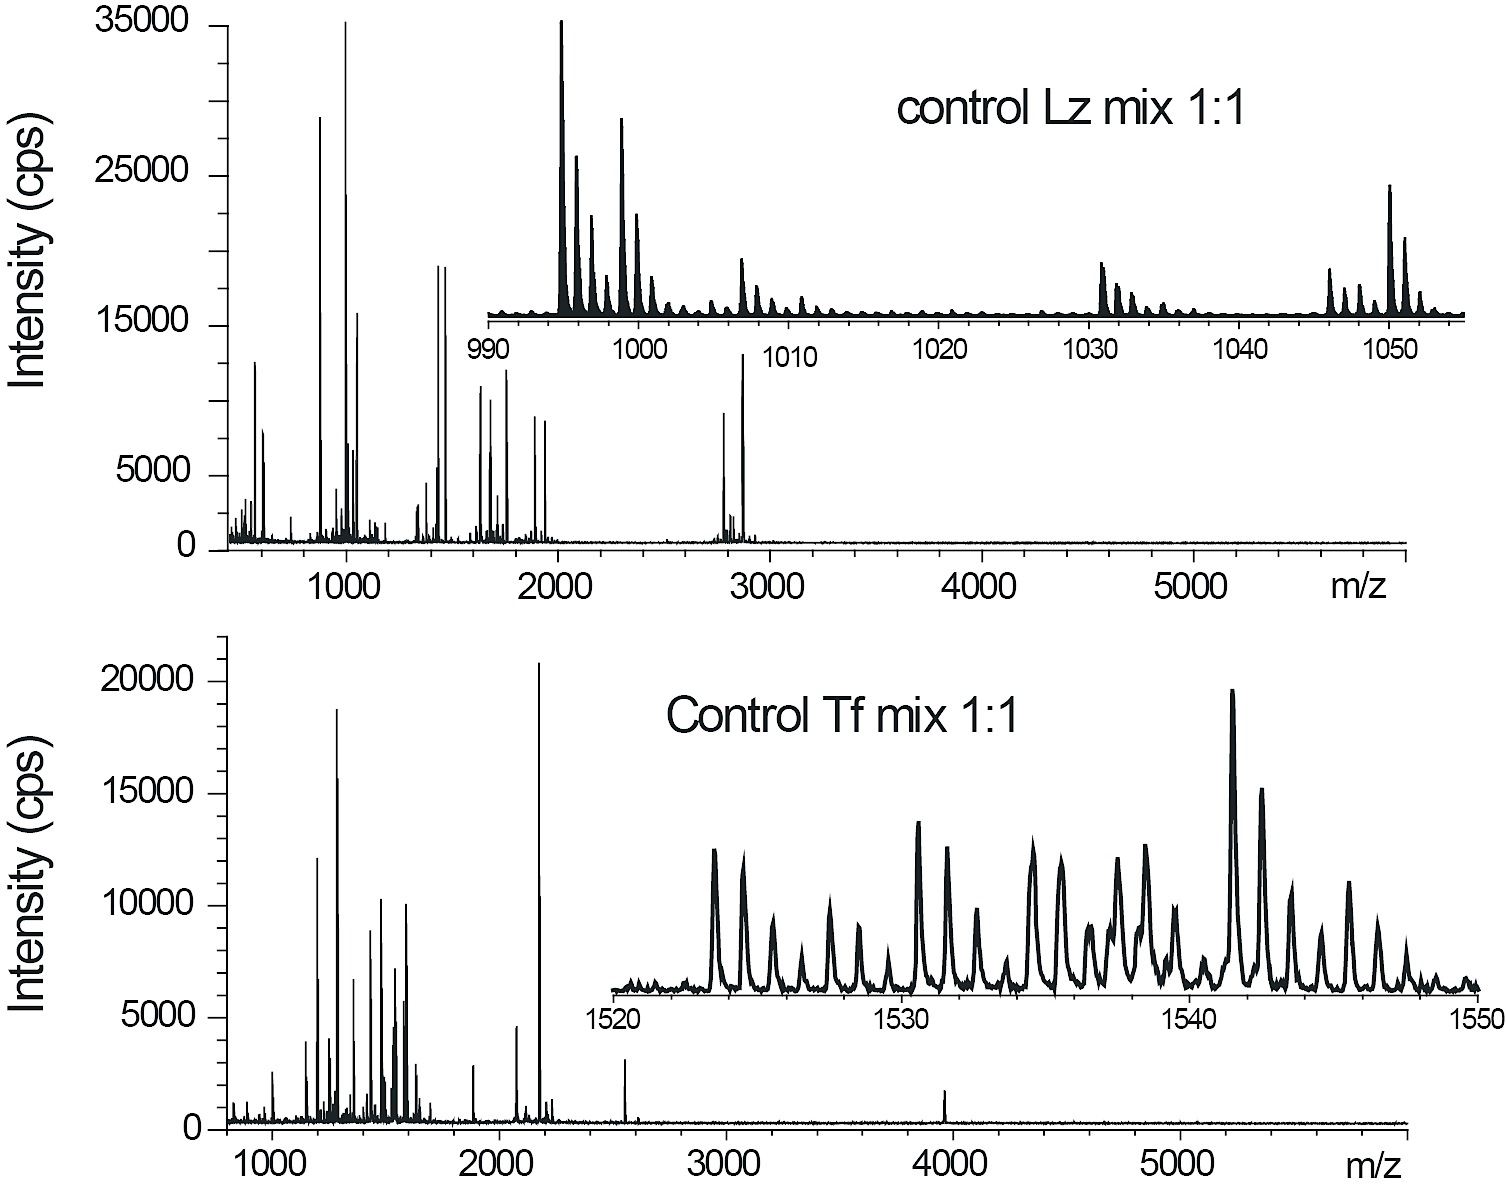 35000
control Lz mix 1:1
25000
Intensity (cps)
15000
990 1000 1010 1020 1030 1040 1050
5000
0
1000 2000 3000 4000 5000 m/z
20000
Control Tf mix 1:1
15000
Intensity (cps)
10000
5000
1520 1530 1540 1550
0
1000 2000 3000 4000 5000 m/z